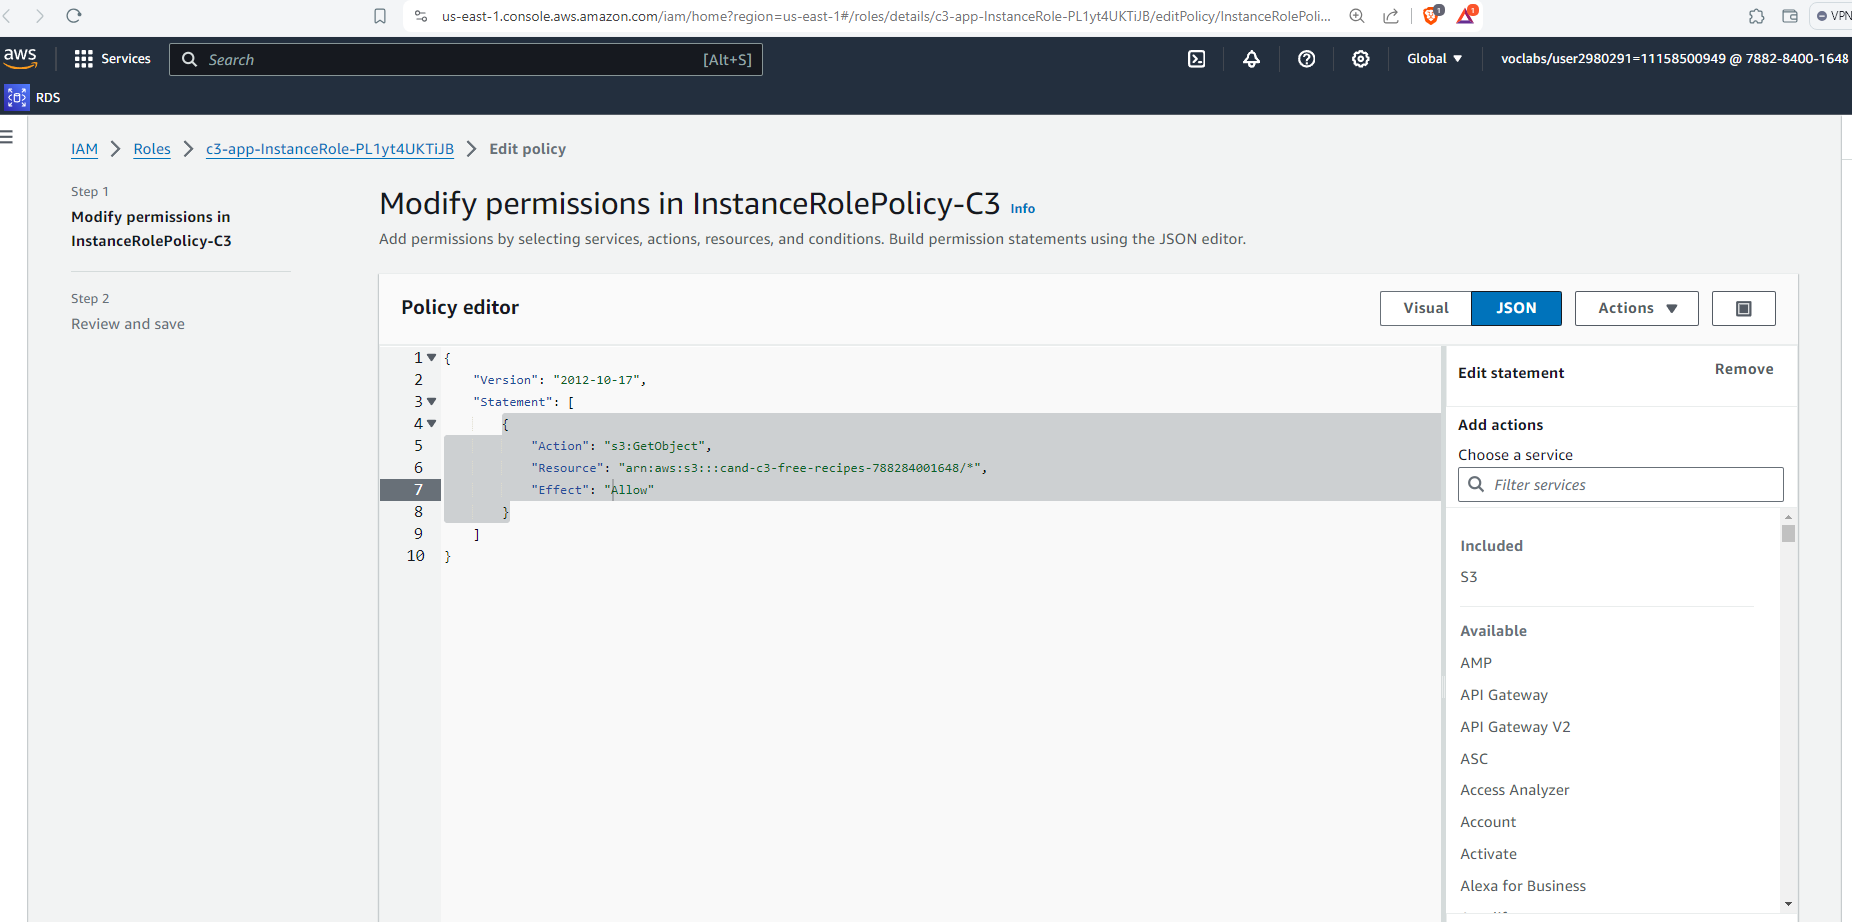 us-east-1.console.aws.amazon.com/iam/home?region=us-east-1#/roles/details/c3-app-InstanceRole-PL1yt4UKTiJB/editPolicy/InstanceRolePoli...
1
1
VPN
aws
Services
Search
[Alt+S]
Global
voclabs/user2980291=11158500949 @ 7882-8400-1648
RDS
IAM
Roles
c3-app-InstanceRole-PL1yt4UKTiJB
Edit policy
Step 1
Modify permissions in
InstanceRolePolicy-C3
Step 2
Review and save
Modify permissions in InstanceRolePolicy-C3 Info
Add permissions by selecting services, actions, resources, and conditions. Build permission statements using the JSON editor.
Policy editor
Visual
JSON
Actions
1 {
2 "Version": "2012-10-17",
3 "Statement": [
4 {
5 "Action": "s3:GetObject",
6 "Resource": "arn:aws:s3:::cand-c3-free-recipes-788284001648/*",
7 "Effect": "Allow"
8 }
9 ]
10 }
Edit statement
Remove
Add actions
Choose a service
Filter services
Included
S3
Available
AMP
API Gateway
API Gateway V2
ASC
Access Analyzer
Account
Activate
Alexa for Business